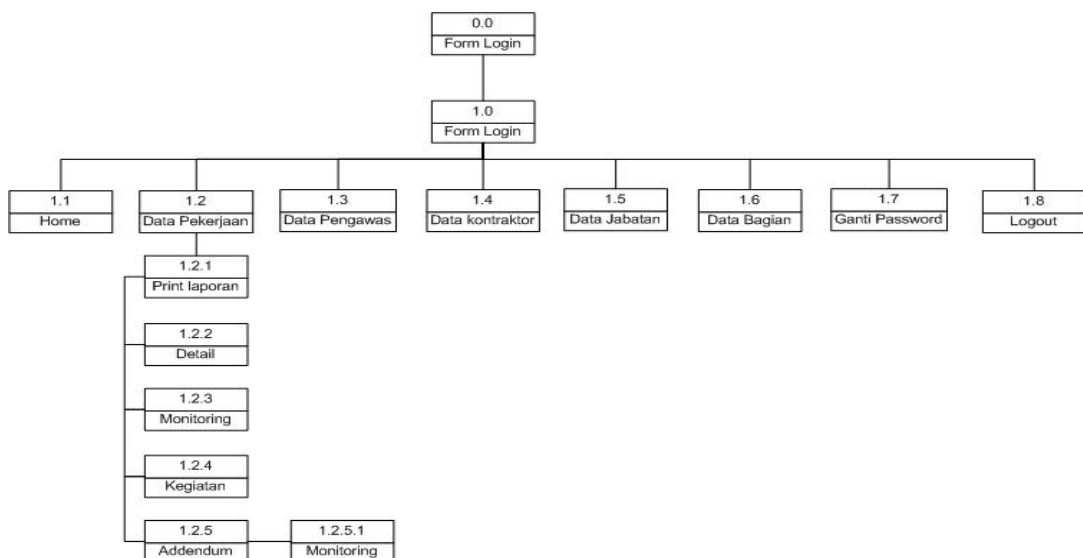 0.0
Form Login
1.0
Form Login
1.1
Home
1.2
Data Pekerjaan
1.3
Data Pengawas
1.4
Data kontraktor
1.5
Data Jabatan
1.6
Data Bagian
1.7
Ganti Password
1.8
Logout
1.2.1
Print laporan
1.2.2
Detail
1.2.3
Monitoring
1.2.4
Kegiatan
1.2.5
Addendum
1.2.5.1
Monitoring